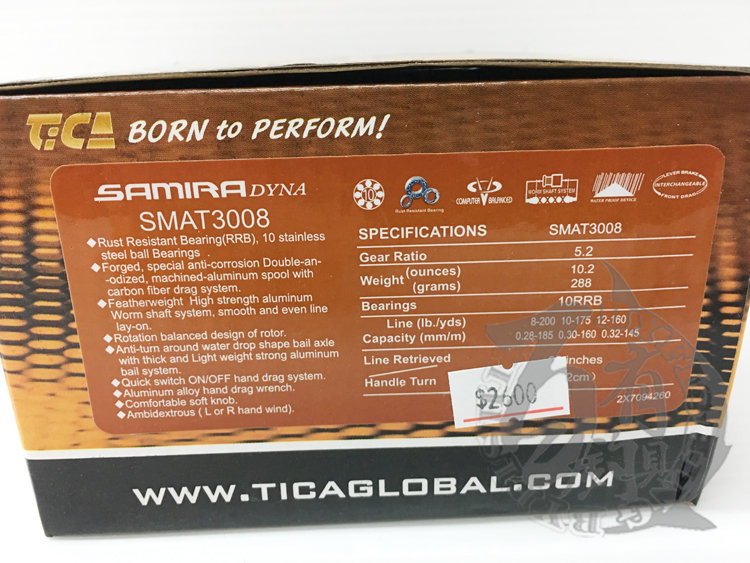 TiCA BORN to PERFORM!
SAMIRA DYNA
SMAT3008
◆Rust Resistant Bearing(RRB), 10 stainless
steel ball Bearings .
◆Forged, special anti-corrosion Double-an-
-odized, machined-aluminum spool with
carbon fiber drag system.
◆Featherweight High strength aluminum
Worm shaft system, smooth and even line
lay-on.
◆Rotation balanced design of rotor.
◆Anti-turn around water drop shape bail axle
with thick and Light weight strong aluminum
bail system.
◆Quick switch ON/OFF hand drag system.
◆Aluminum alloy hand drag wrench.
◆Comfortable soft knob.
◆Ambidextrous ( L or R hand wind).
10
Rust Resistant Bearing
COMPUTER BALANCED
WORM SHAFT SYSTEM
WATER PROOF DEVICE
LEVER BRAKE
INTERCHANGEABLE
FRONT DRAG
SPECIFICATIONS SMAT3008
Gear Ratio 5.2
Weight (ounces) 10.2
(grams) 288
Bearings 10RRB
Line (lb./yds) 8-200 10-175 12-160
Capacity (mm/m) 0.28-185 0.30-160 0.32-145
Line Retrieved inches
Handle Turn 2cm)
$2600
2X7094260
WWW.TICAGLOBAL.COM